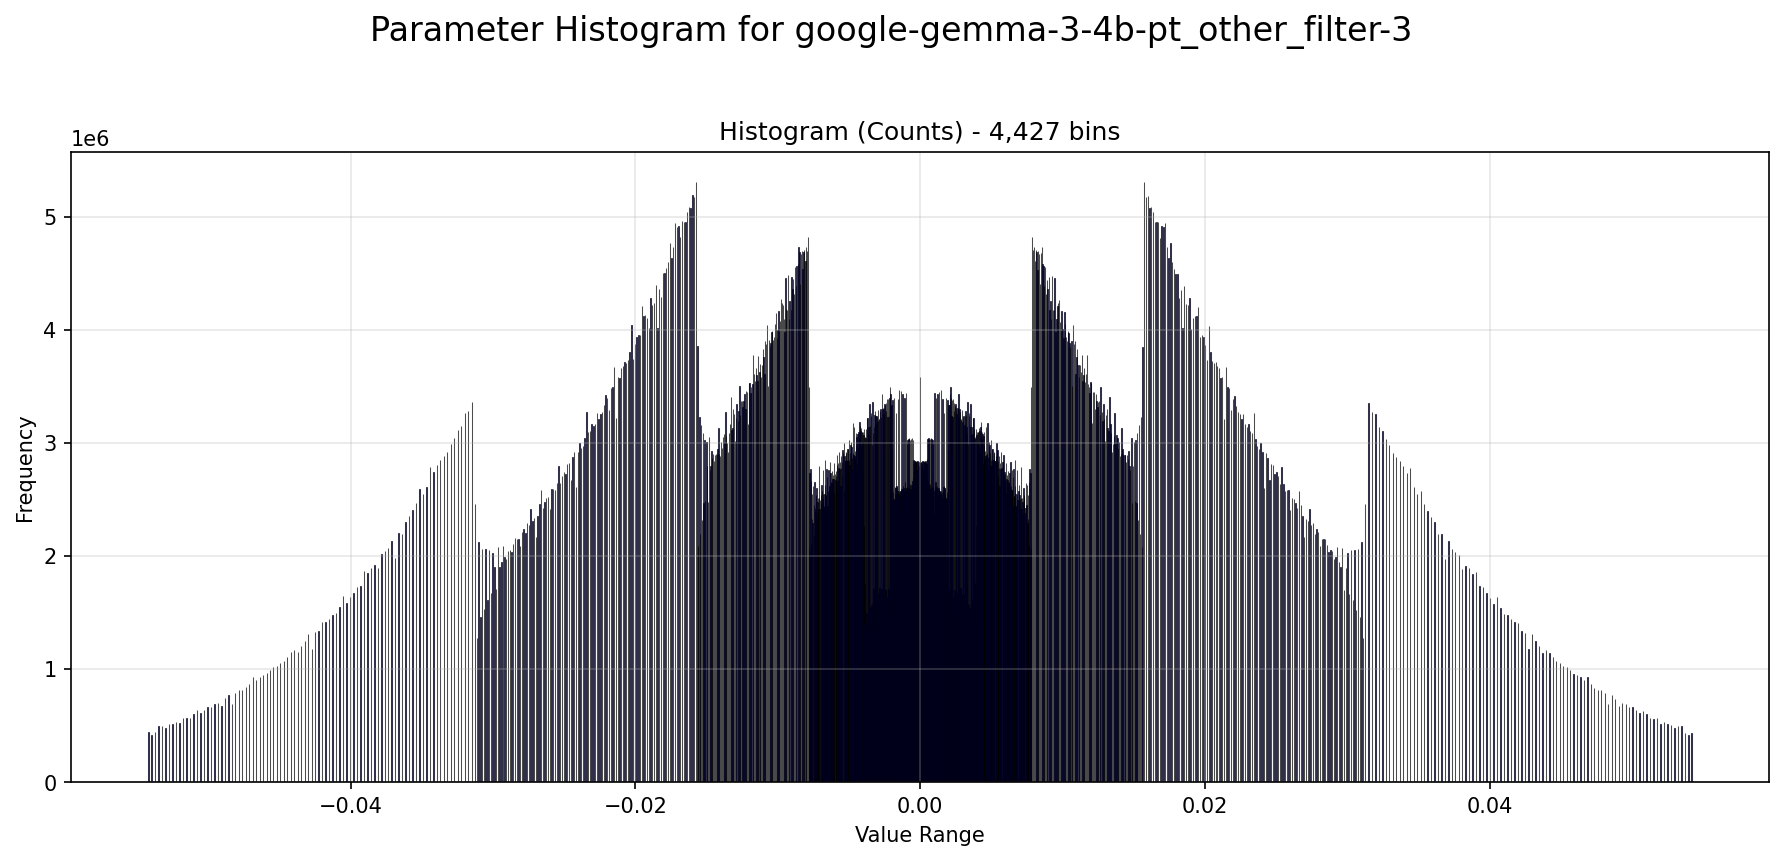 Parameter Histogram for google-gemma-3-4b-pt_other_filter-3
Histogram (Counts) - 4,427 bins
1e6
5
4
3
2
1
0
Frequency
−0.04
−0.02
0.00
0.02
0.04
Value Range